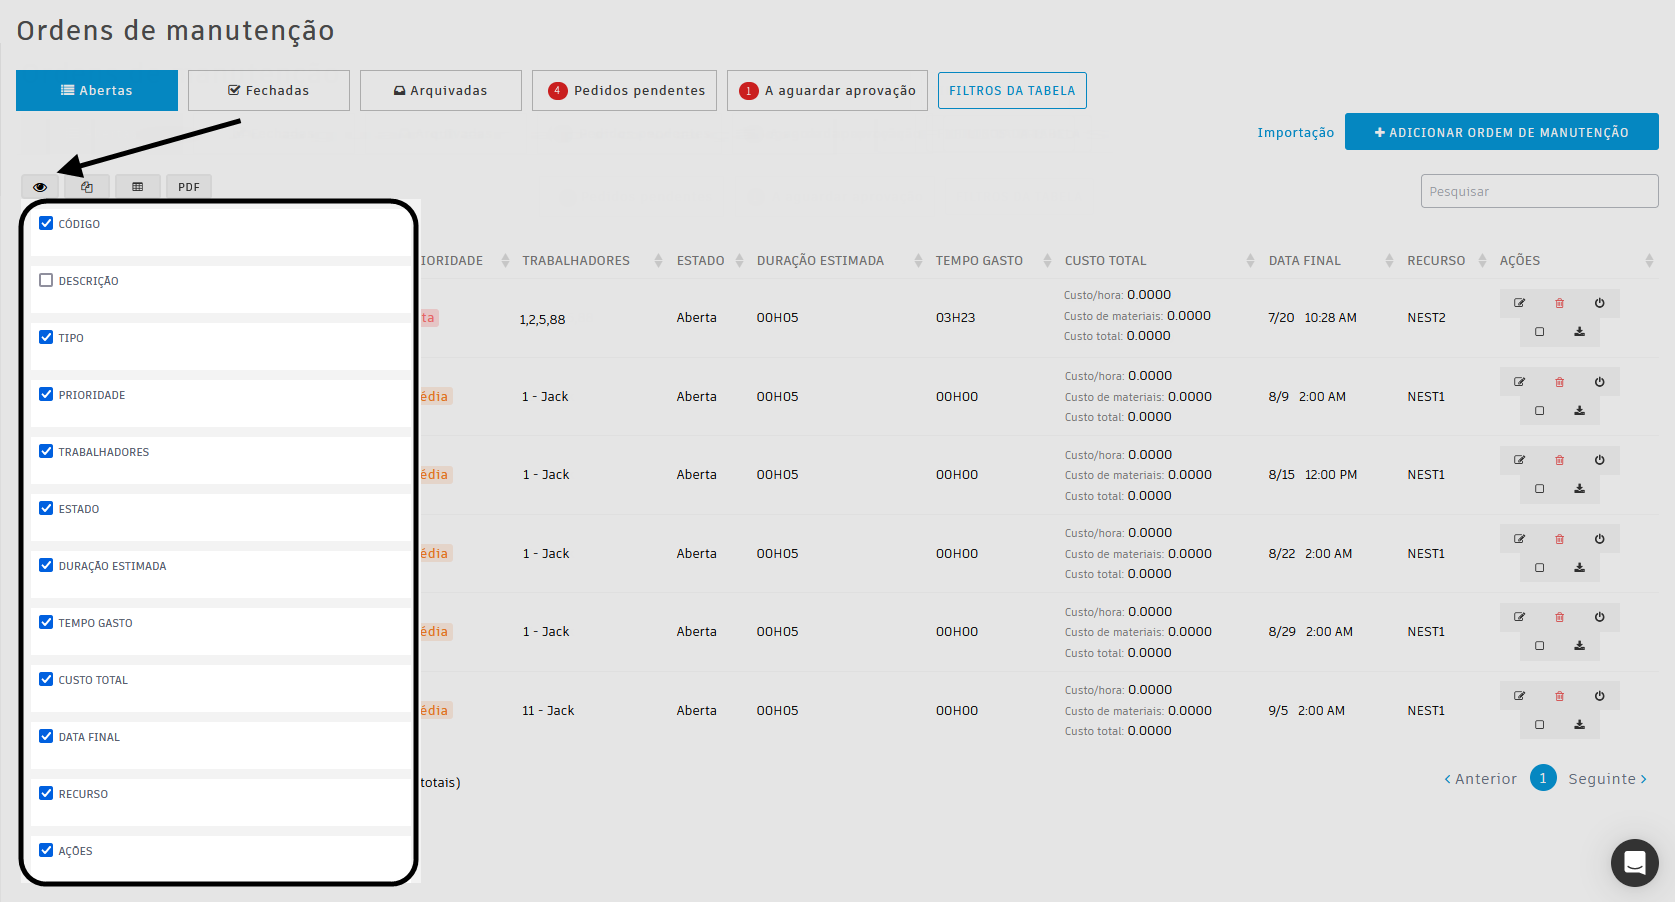 Ordens de manutenção
Abertas
Fechadas
Arquivadas
4 Pedidos pendentes
1 A aguardar aprovação
FILTROS DA TABELA
Importação
ADICIONAR ORDEM DE MANUTENÇÃO
PDF
Pesquisar
CÓDIGO
DESCRIÇÃO
TIPO
PRIORIDADE
TRABALHADORES
ESTADO
DURAÇÃO ESTIMADA
TEMPO GASTO
CUSTO TOTAL
DATA FINAL
RECURSO
AÇÕES
IORIDADE TRABALHADORES ESTADO DURAÇÃO ESTIMADA TEMPO GASTO CUSTO TOTAL DATA FINAL RECURSO AÇÕES
Custo/hora: 0.0000
ta 1,2,5,88 Aberta 00H05 03H23 Custo de materiais: 0.0000 7/20 10:28 AM NEST2
Custo total: 0.0000
Custo/hora: 0.0000
édia 1 - Jack Aberta 00H05 00H00 Custo de materiais: 0.0000 8/9 2:00 AM NEST1
Custo total: 0.0000
Custo/hora: 0.0000
édia 1 - Jack Aberta 00H05 00H00 Custo de materiais: 0.0000 8/15 12:00 PM NEST1
Custo total: 0.0000
Custo/hora: 0.0000
édia 1 - Jack Aberta 00H05 00H00 Custo de materiais: 0.0000 8/22 2:00 AM NEST1
Custo total: 0.0000
Custo/hora: 0.0000
édia 1 - Jack Aberta 00H05 00H00 Custo de materiais: 0.0000 8/29 2:00 AM NEST1
Custo total: 0.0000
Custo/hora: 0.0000
édia 11 - Jack Aberta 00H05 00H00 Custo de materiais: 0.0000 9/5 2:00 AM NEST1
Custo total: 0.0000
totais)
‹ Anterior 1 Seguinte ›